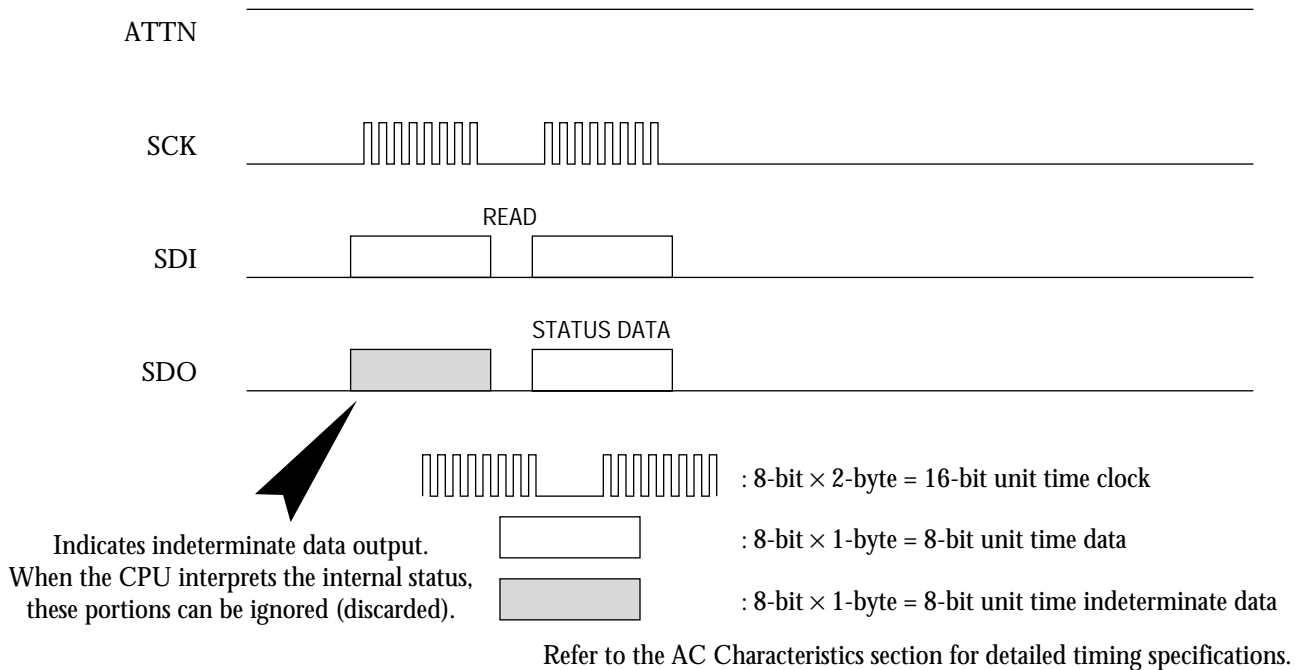 ATTN
SCK
READ
SDI
STATUS DATA
SDO
: 8-bit × 2-byte = 16-bit unit time clock
Indicates indeterminate data output.
When the CPU interprets the internal status,
these portions can be ignored (discarded).
: 8-bit × 1-byte = 8-bit unit time data
: 8-bit × 1-byte = 8-bit unit time indeterminate data
Refer to the AC Characteristics section for detailed timing specifications.